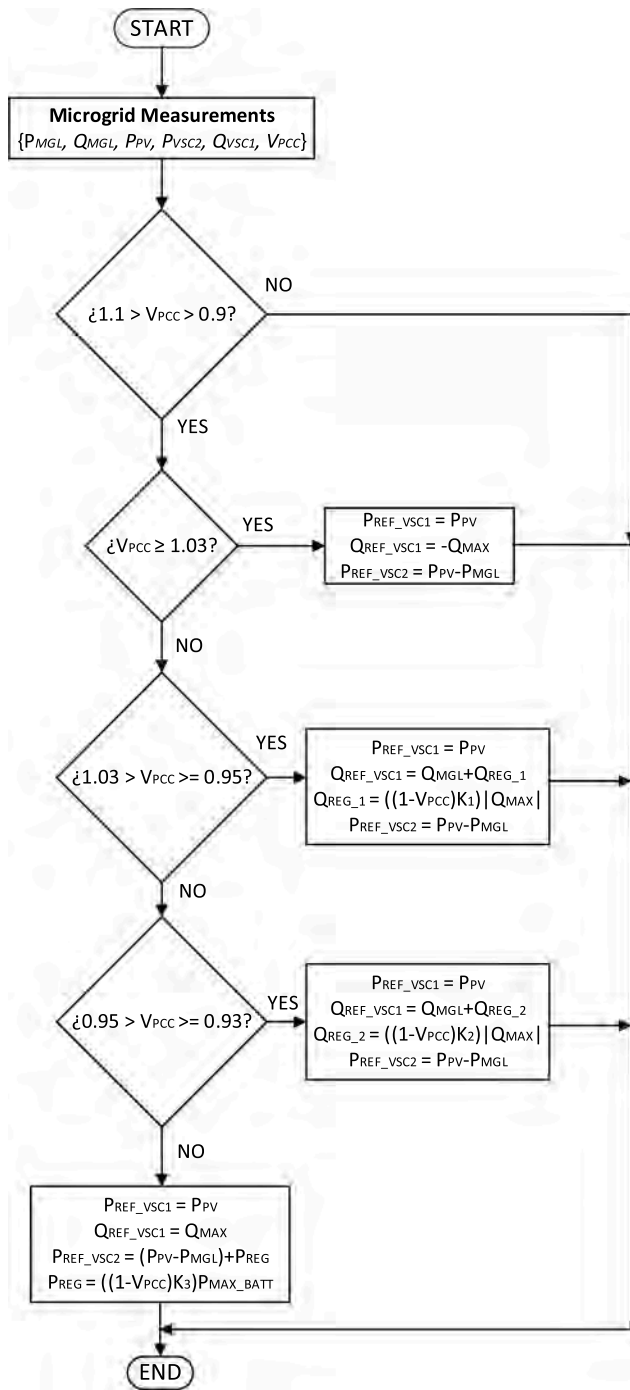 START
Microgrid Measurements
{PMGL, QMGL, PPV, PVSC2, QVSC1, VPCC}
NO
¿1.1 > VPCC > 0.9?
YES
¿VPCC ≥ 1.03?
YES
PREF_VSC1 = PPV
QREF_VSC1 = -QMAX
PREF_VSC2 = PPV-PMGL
NO
¿1.03 > VPCC >= 0.95?
YES
PREF_VSC1 = PPV
QREF_VSC1 = QMGL+QREG_1
QREG_1 = ((1-VPCC)K1)|QMAX|
PREF_VSC2 = PPV-PMGL
NO
¿0.95 > VPCC >= 0.93?
YES
PREF_VSC1 = PPV
QREF_VSC1 = QMGL+QREG_2
QREG_2 = ((1-VPCC)K2)|QMAX|
PREF_VSC2 = PPV-PMGL
NO
PREF_VSC1 = PPV
QREF_VSC1 = QMAX
PREF_VSC2 = (PPV-PMGL)+PREG
PREG = ((1-VPCC)K3)PMAX_BATT
END